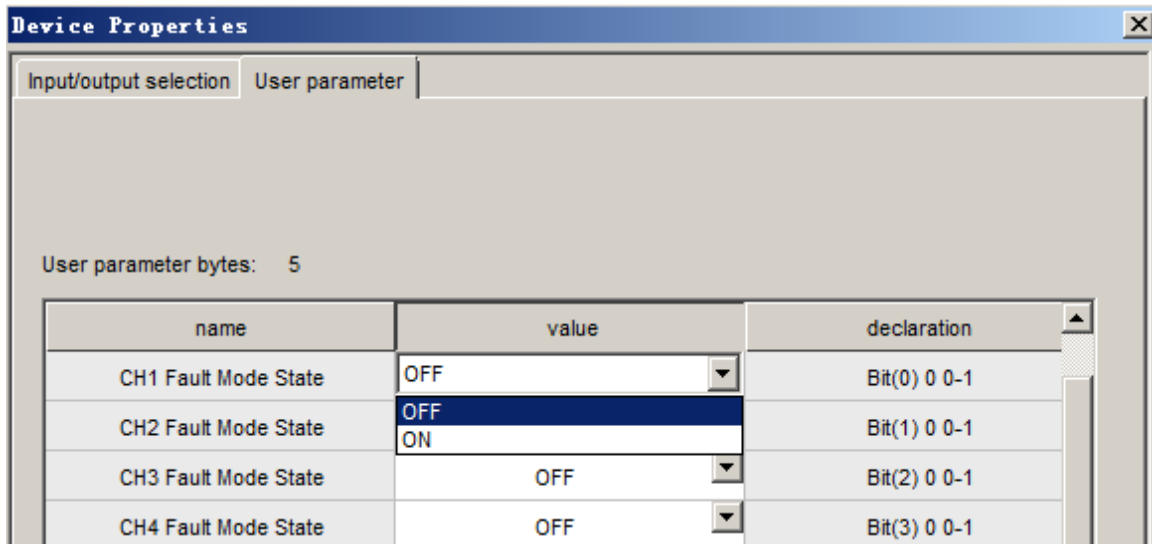 Device Properties
Input/output selection User parameter
User parameter bytes: 5
name value declaration
CH1 Fault Mode State OFF Bit(0) 0 0-1
OFF
CH2 Fault Mode State Bit(1) 0 0-1
ON
CH3 Fault Mode State OFF Bit(2) 0 0-1
CH4 Fault Mode State OFF Bit(3) 0 0-1